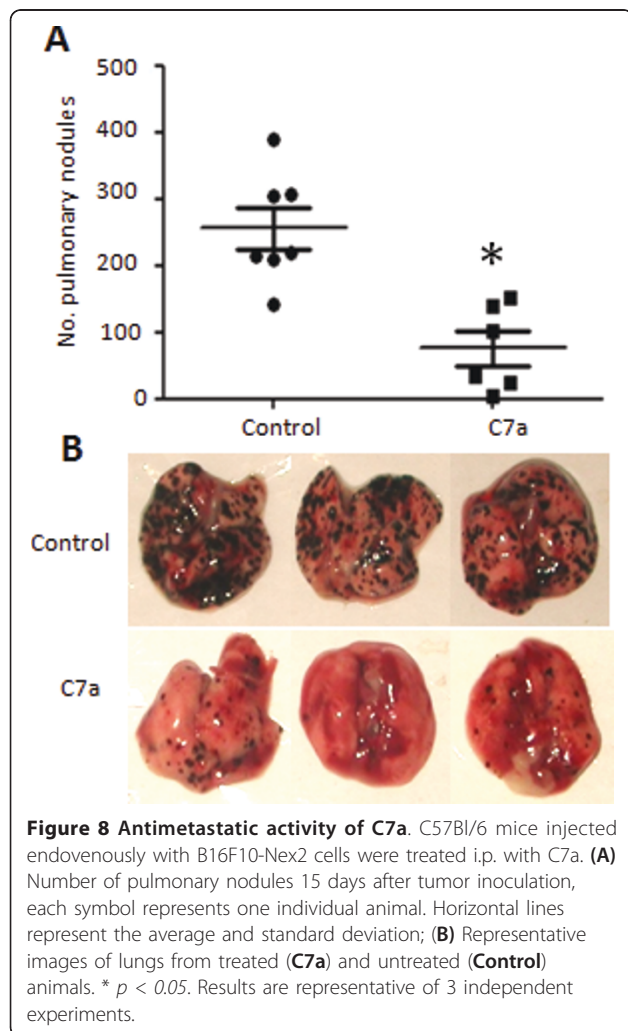 A
500
400
300
200
100
0
No. pulmonary nodules
*
Control
C7a
B
Control
C7a
Figure 8 Antimetastatic activity of C7a. C57Bl/6 mice injected
endovenously with B16F10-Nex2 cells were treated i.p. with C7a. (A)
Number of pulmonary nodules 15 days after tumor inoculation,
each symbol represents one individual animal. Horizontal lines
represent the average and standard deviation; (B) Representative
images of lungs from treated (C7a) and untreated (Control)
animals. * p < 0.05. Results are representative of 3 independent
experiments.